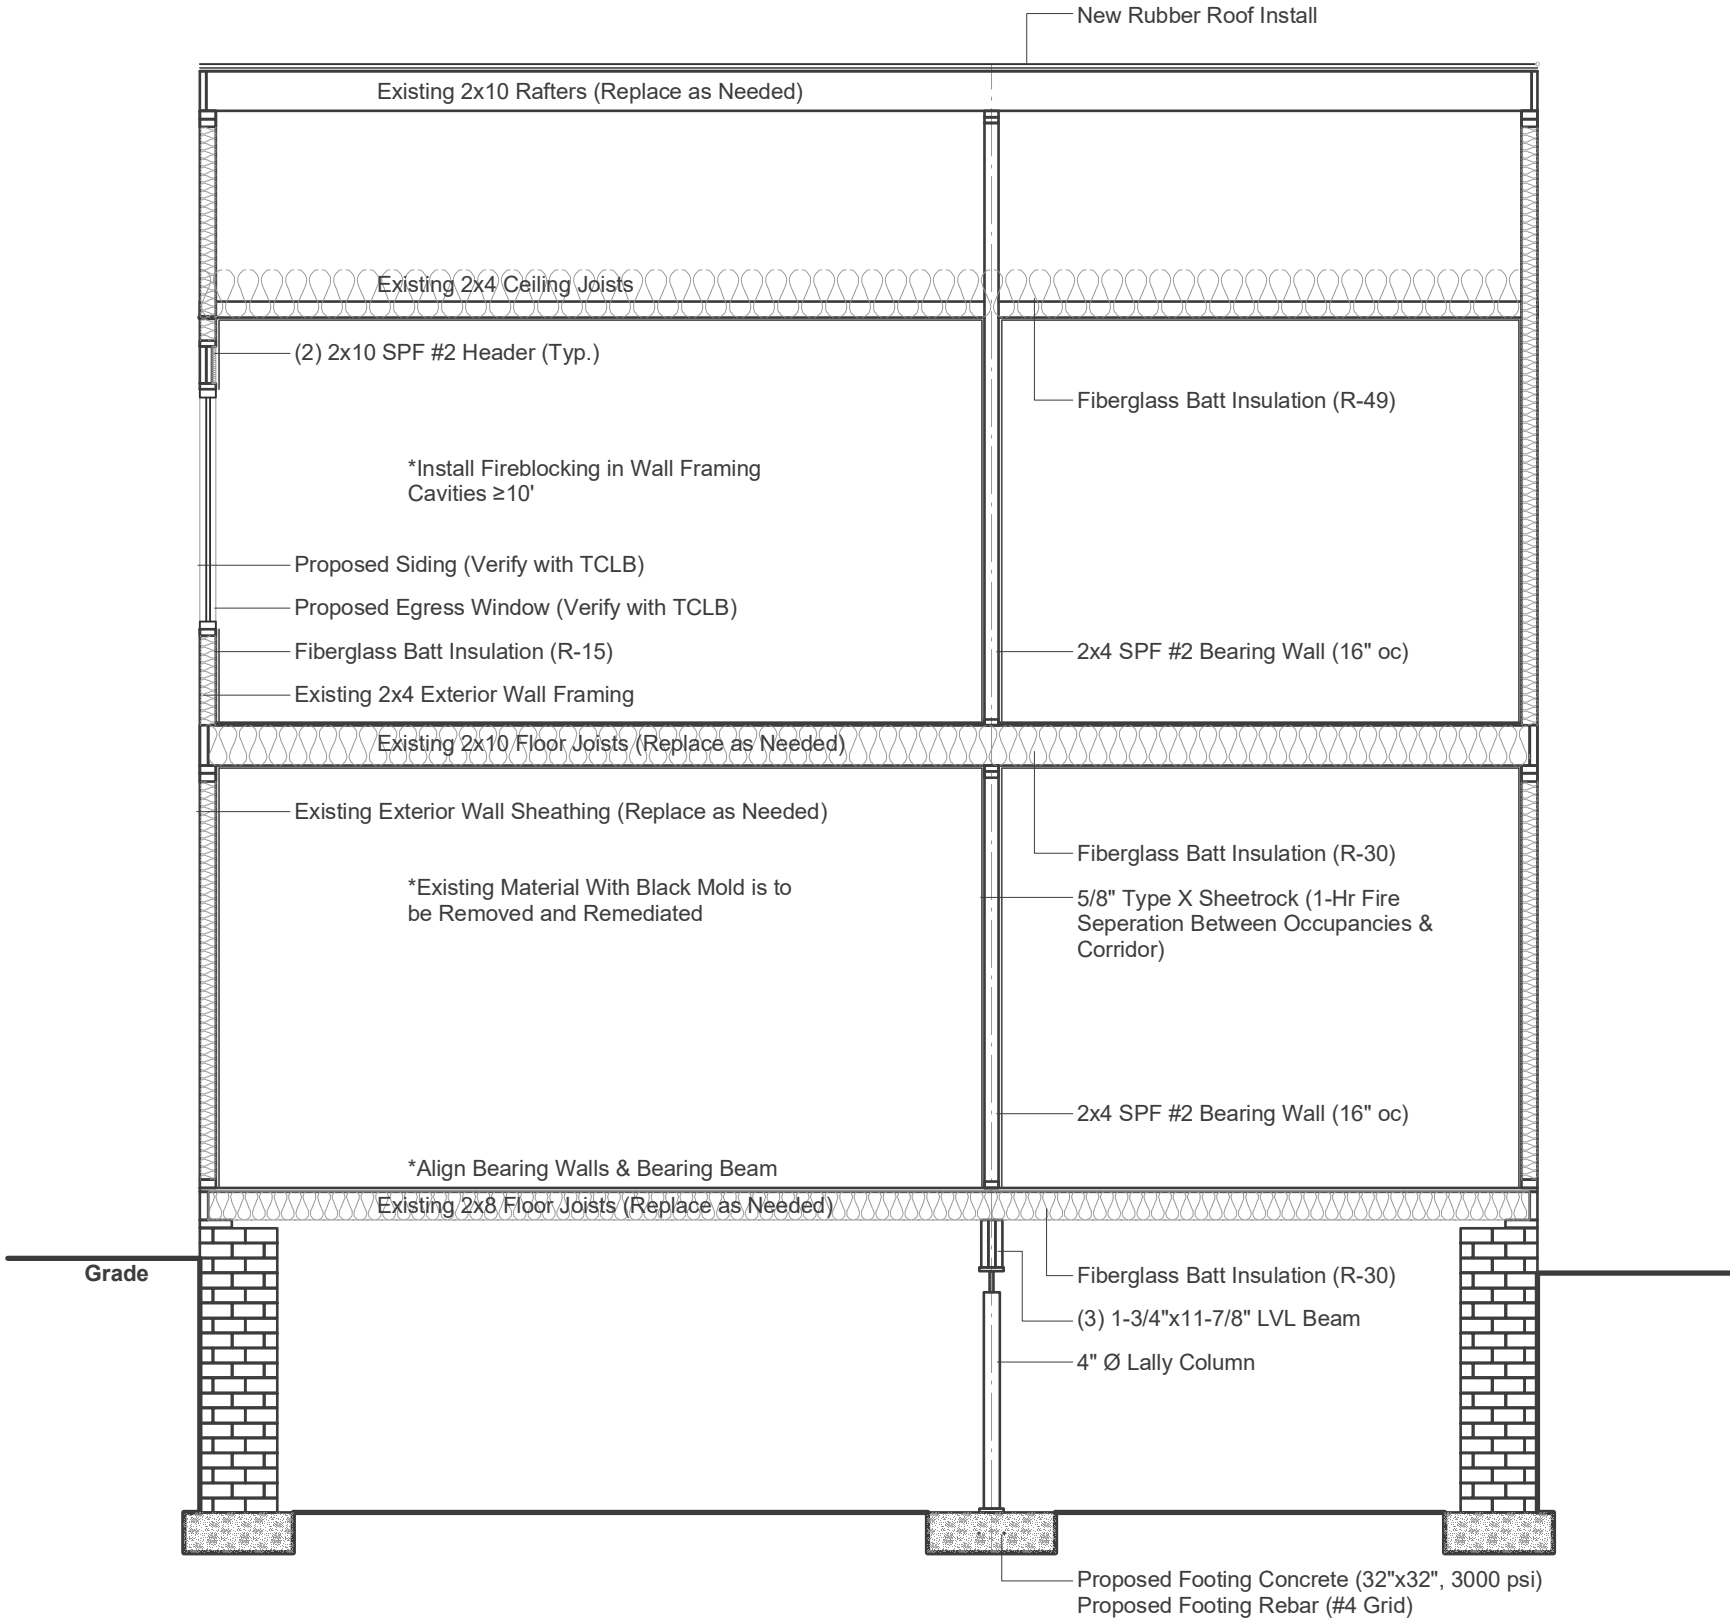 New Rubber Roof Install
Existing 2x10 Rafters (Replace as Needed)
Existing 2x4 Ceiling Joists
(2) 2x10 SPF #2 Header (Typ.)
Fiberglass Batt Insulation (R-49)
*Install Fireblocking in Wall Framing
Cavities ≥10'
Proposed Siding (Verify with TCLB)
Proposed Egress Window (Verify with TCLB)
Fiberglass Batt Insulation (R-15)
2x4 SPF #2 Bearing Wall (16" oc)
Existing 2x4 Exterior Wall Framing
Existing 2x10 Floor Joists (Replace as Needed)
Existing Exterior Wall Sheathing (Replace as Needed)
Fiberglass Batt Insulation (R-30)
*Existing Material With Black Mold is to
be Removed and Remediated
5/8" Type X Sheetrock (1-Hr Fire
Seperation Between Occupancies &
Corridor)
2x4 SPF #2 Bearing Wall (16" oc)
*Align Bearing Walls & Bearing Beam
Existing 2x8 Floor Joists (Replace as Needed)
Grade
Fiberglass Batt Insulation (R-30)
(3) 1-3/4"x11-7/8" LVL Beam
4" Ø Lally Column
Proposed Footing Concrete (32"x32", 3000 psi)
Proposed Footing Rebar (#4 Grid)